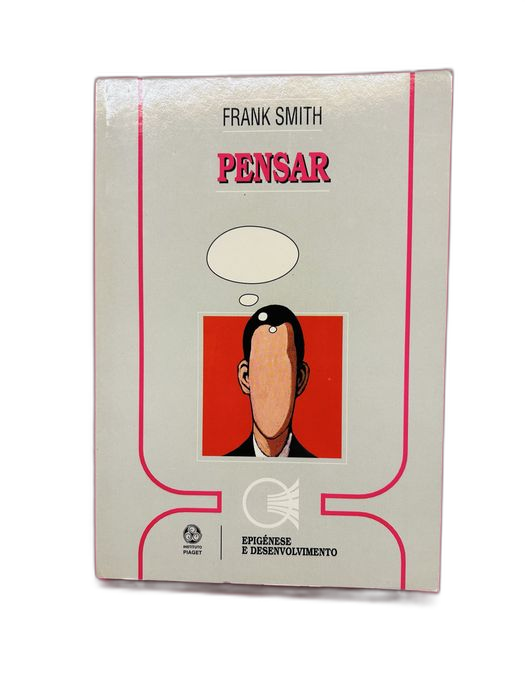 FRANK SMITH
PENSAR
INSTITUTO
PIAGET
EPIGÉNESE
E DESENVOLVIMENTO